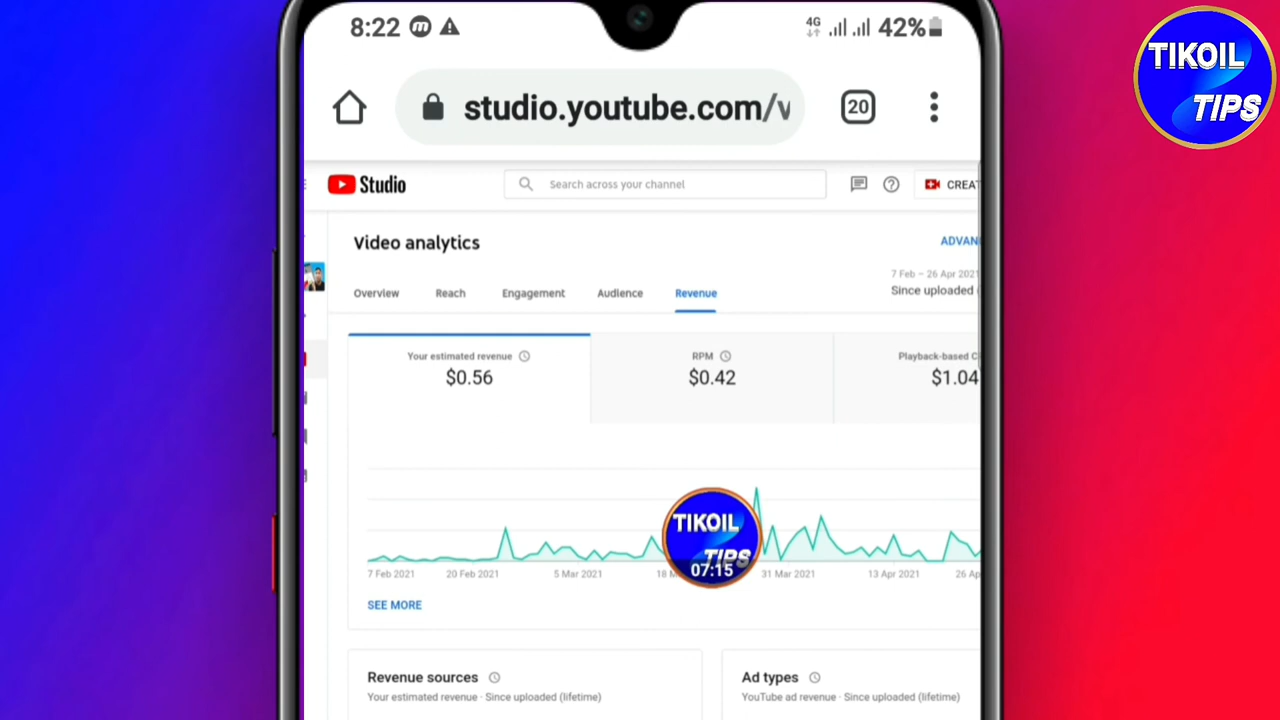 8:22
4G
42%
TIKOIL
TIPS
studio.youtube.com/v
20
Studio
Search across your channel
CREAT
Video analytics
ADVAN
7 Feb – 26 Apr 2021
Since uploaded (
Overview
Reach
Engagement
Audience
Revenue
Your estimated revenue
$0.56
RPM
$0.42
Playback-based C
$1.04
TIKOIL
TIPS
07:15
7 Feb 2021
20 Feb 2021
5 Mar 2021
18 M
31 Mar 2021
13 Apr 2021
26 Ap
SEE MORE
Revenue sources
Your estimated revenue · Since uploaded (lifetime)
Ad types
YouTube ad revenue · Since uploaded (lifetime)